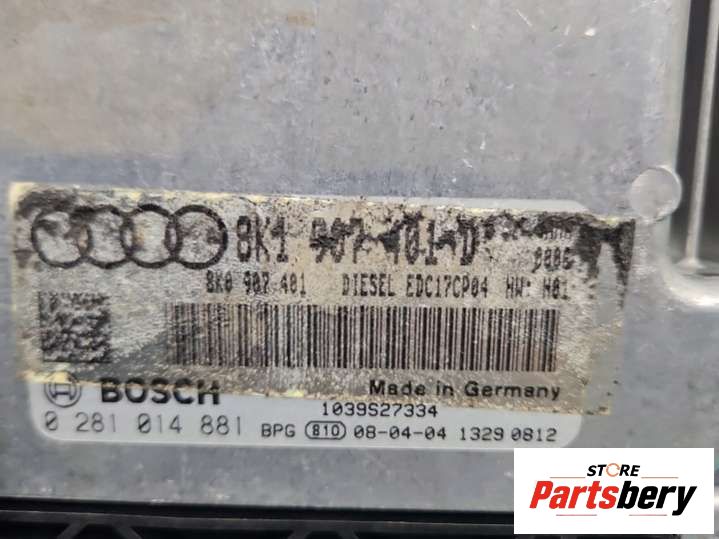 8K1 907 401 D
0006
8K0 907 401 DIESEL EDC17CP04 HW: H01
BOSCH Made in Germany
1039S27334
0 281 014 881 BPG 810 08-04-04 1329 0812
STORE
Partsbery